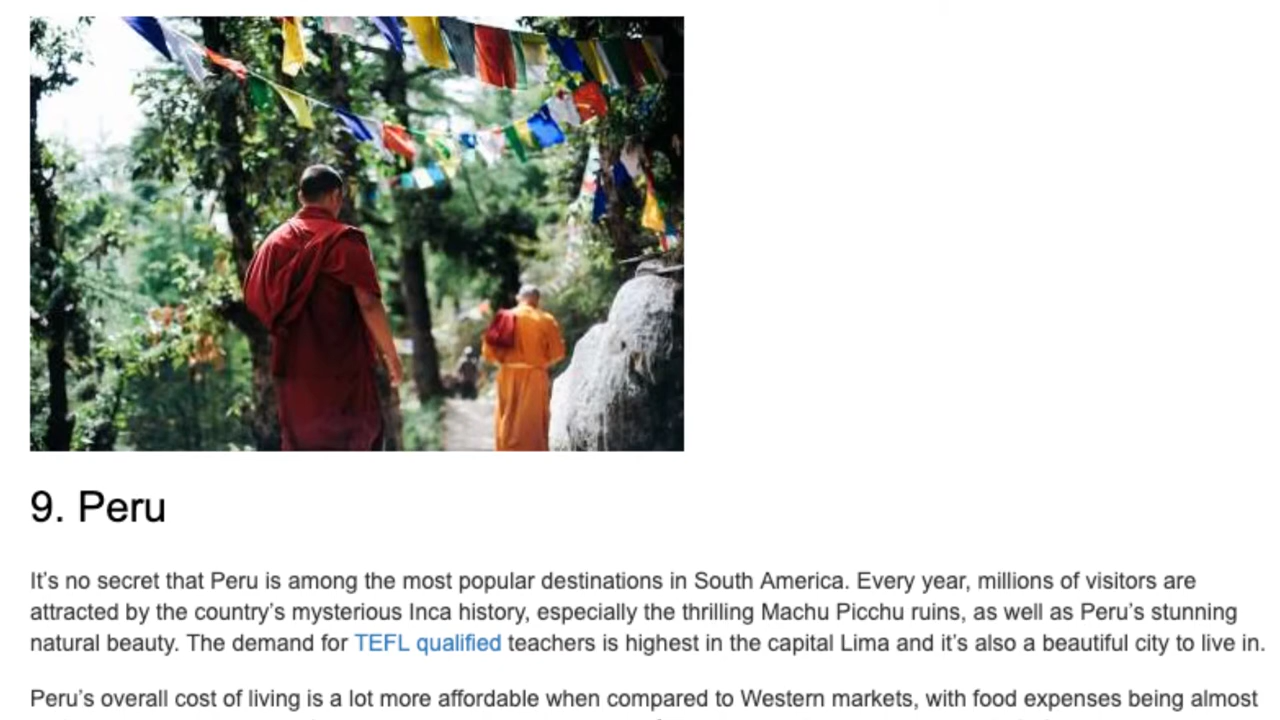 9. Peru
It’s no secret that Peru is among the most popular destinations in South America. Every year, millions of visitors are
attracted by the country’s mysterious Inca history, especially the thrilling Machu Picchu ruins, as well as Peru’s stunning
natural beauty. The demand for TEFL qualified teachers is highest in the capital Lima and it’s also a beautiful city to live in.
Peru’s overall cost of living is a lot more affordable when compared to Western markets, with food expenses being almost